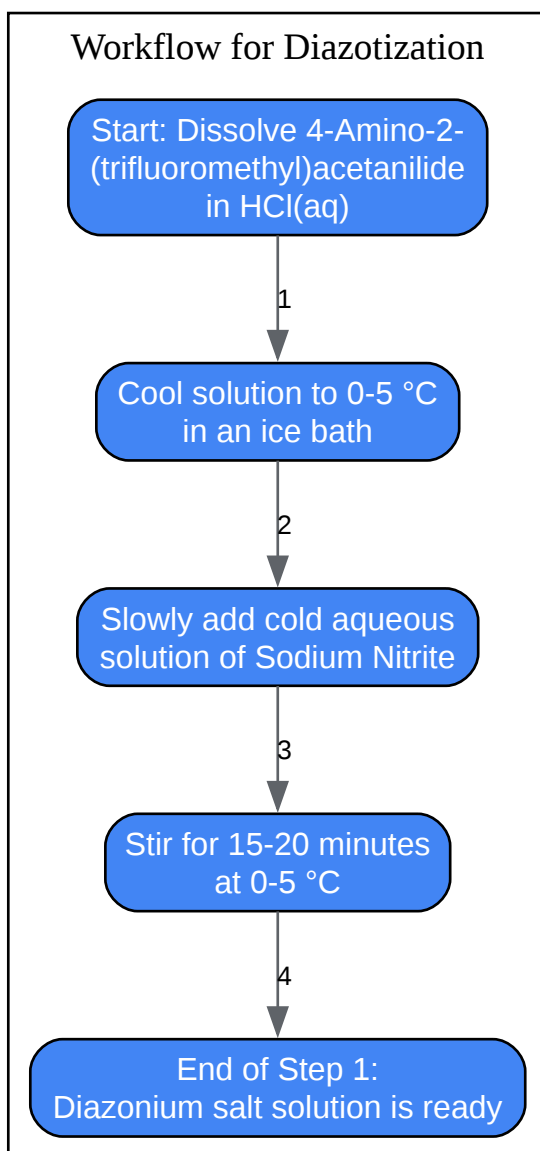 Workflow for Diazotization
Start: Dissolve 4-Amino-2-
(trifluoromethyl)acetanilide
in HCl(aq)
1
Cool solution to 0-5 °C
in an ice bath
2
Slowly add cold aqueous
solution of Sodium Nitrite
3
Stir for 15-20 minutes
at 0-5 °C
4
End of Step 1:
Diazonium salt solution is ready